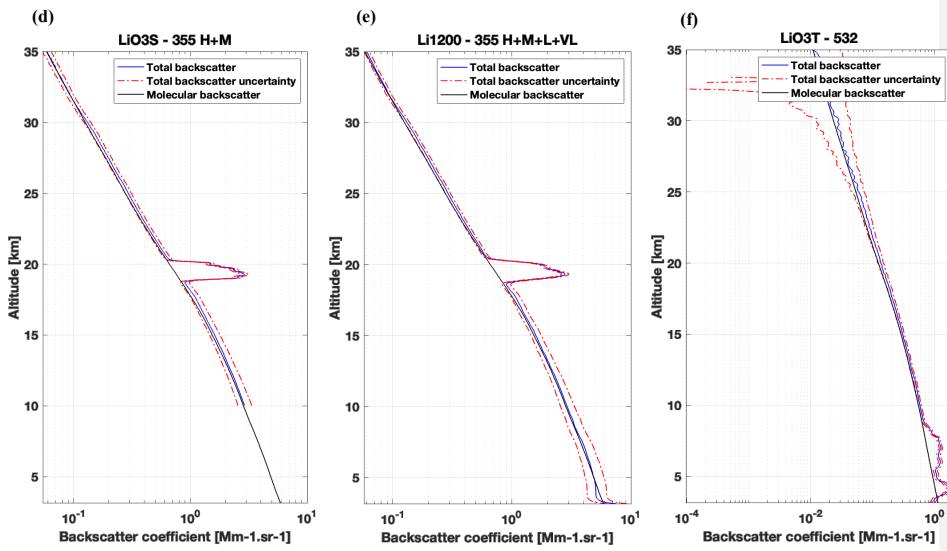 (d)
LiO3S - 355 H+M
35
30
25
20
15
10
5
Altitude [km]
Total backscatter
Total backscatter uncertainty
Molecular backscatter
10-1
100
101
Backscatter coefficient [Mm-1.sr-1]
(e)
Li1200 - 355 H+M+L+VL
35
30
25
20
15
10
5
Altitude [km]
Total backscatter
Total backscatter uncertainty
Molecular backscatter
10-1
100
101
Backscatter coefficient [Mm-1.sr-1]
(f)
LiO3T - 532
35
30
25
20
15
10
5
Altitude [km]
Total backscatter
Total backscatter uncertainty
Molecular backscatter
10-4
10-2
100
Backscatter coefficient [Mm-1.sr-1]